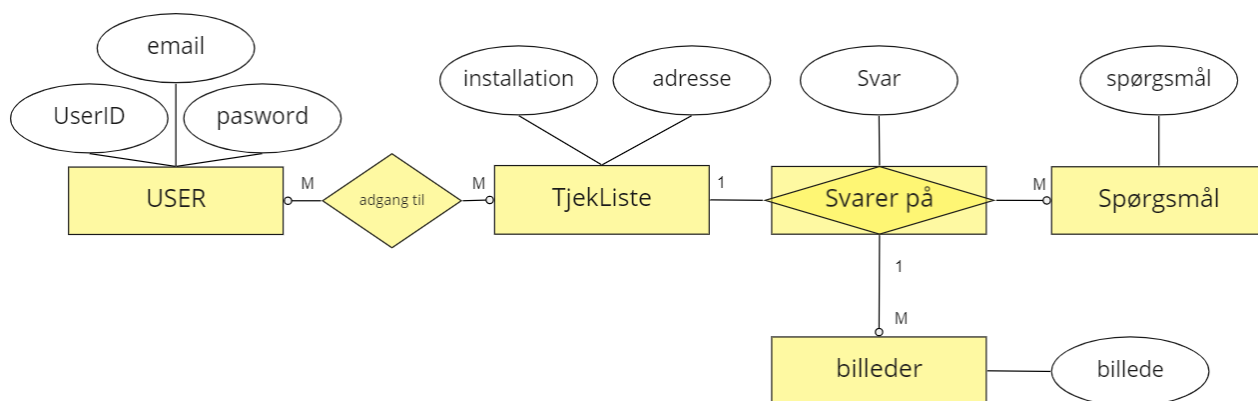 email
installation
adresse
Svar
spørgsmål
UserID
pasword
M
M
1
M
USER
adgang til
TjekListe
Svarer på
Spørgsmål
1
M
billeder
billede